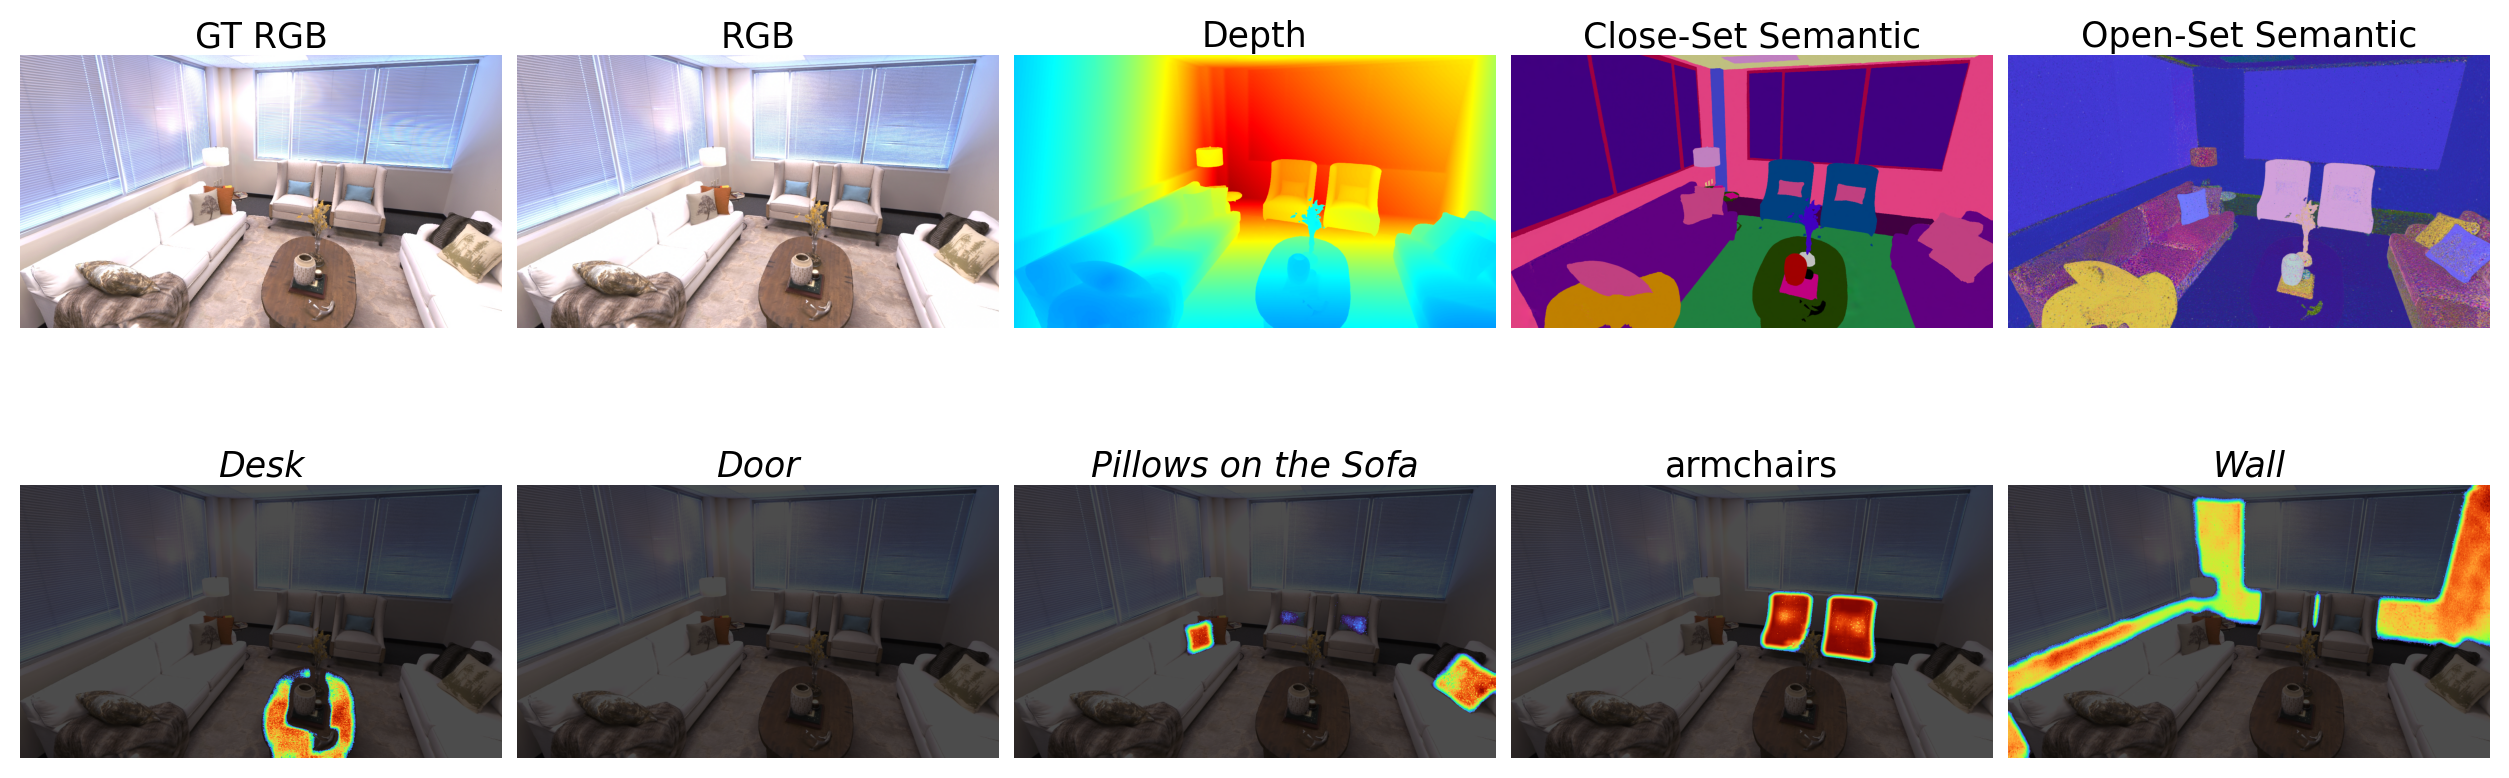 GT RGB
RGB
Depth
Close-Set Semantic
Open-Set Semantic
Desk
Door
Pillows on the Sofa
armchairs
Wall